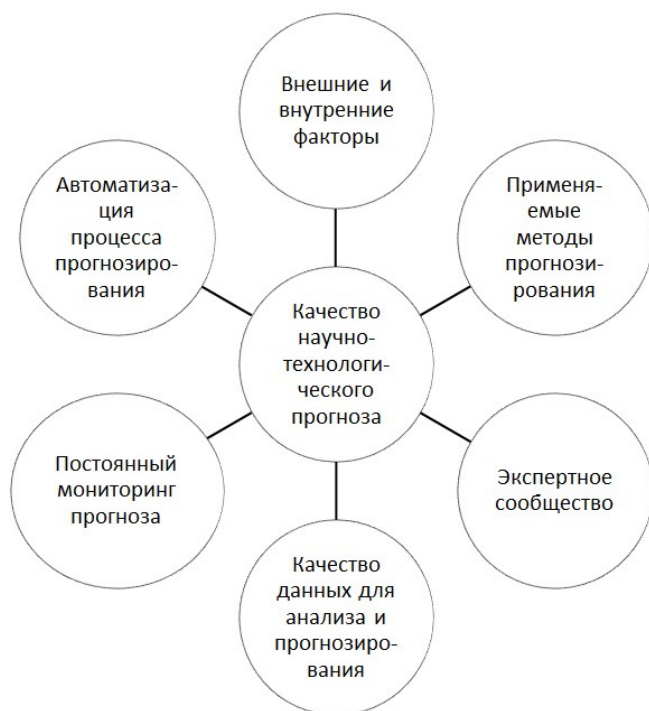 Внешние и
внутренние
факторы
Автоматиза-
ция
процесса
прогнозиро-
вания
Применя-
емые
методы
прогнози-
рования
Качество
научно-
технологи-
ческого
прогноза
Постоянный
мониторинг
прогноза
Экспертное
сообщество
Качество
данных для
анализа и
прогнозиро-
вания